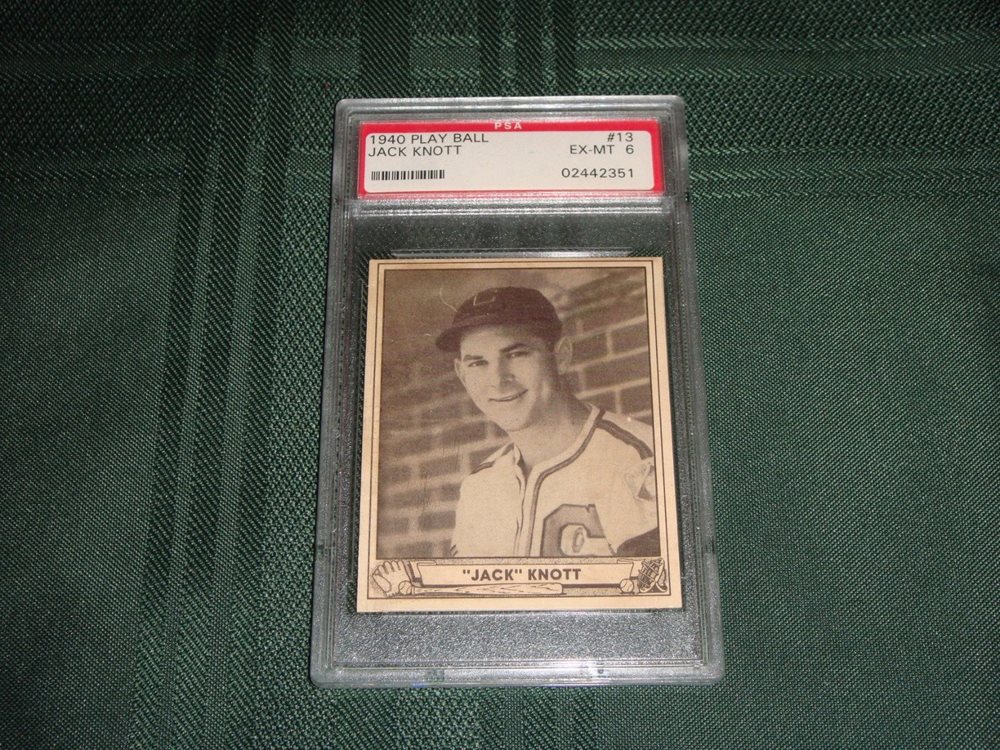 PSA
1940 PLAY BALL #13
JACK KNOTT EX-MT 6
02442351
C
"JACK" KNOTT